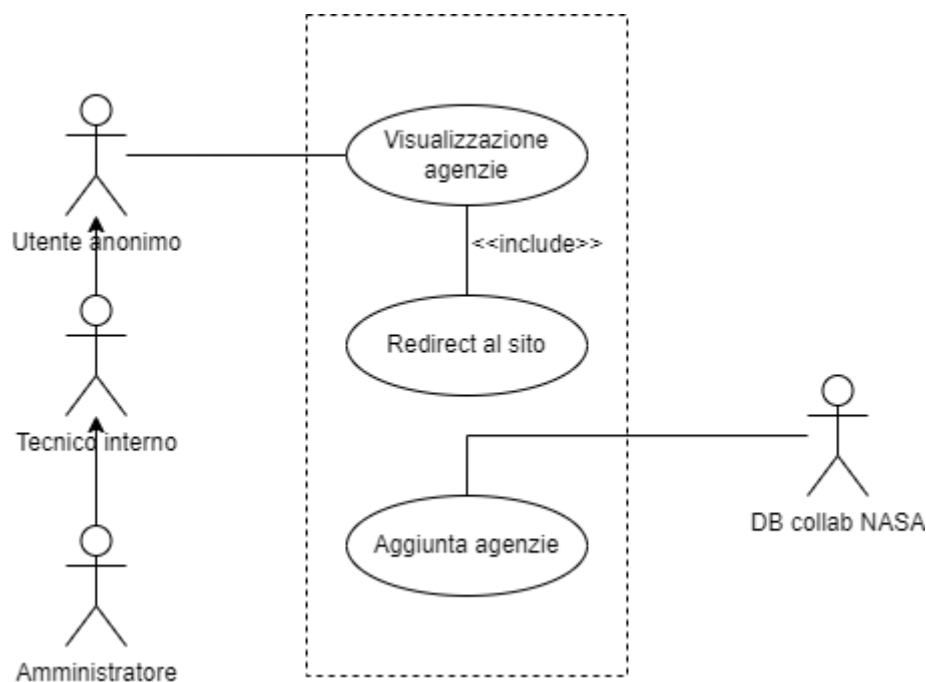 Visualizzazione
agenzie
Utente anonimo
<<include>>
Redirect al sito
Tecnico interno
DB collab NASA
Aggiunta agenzie
Amministratore